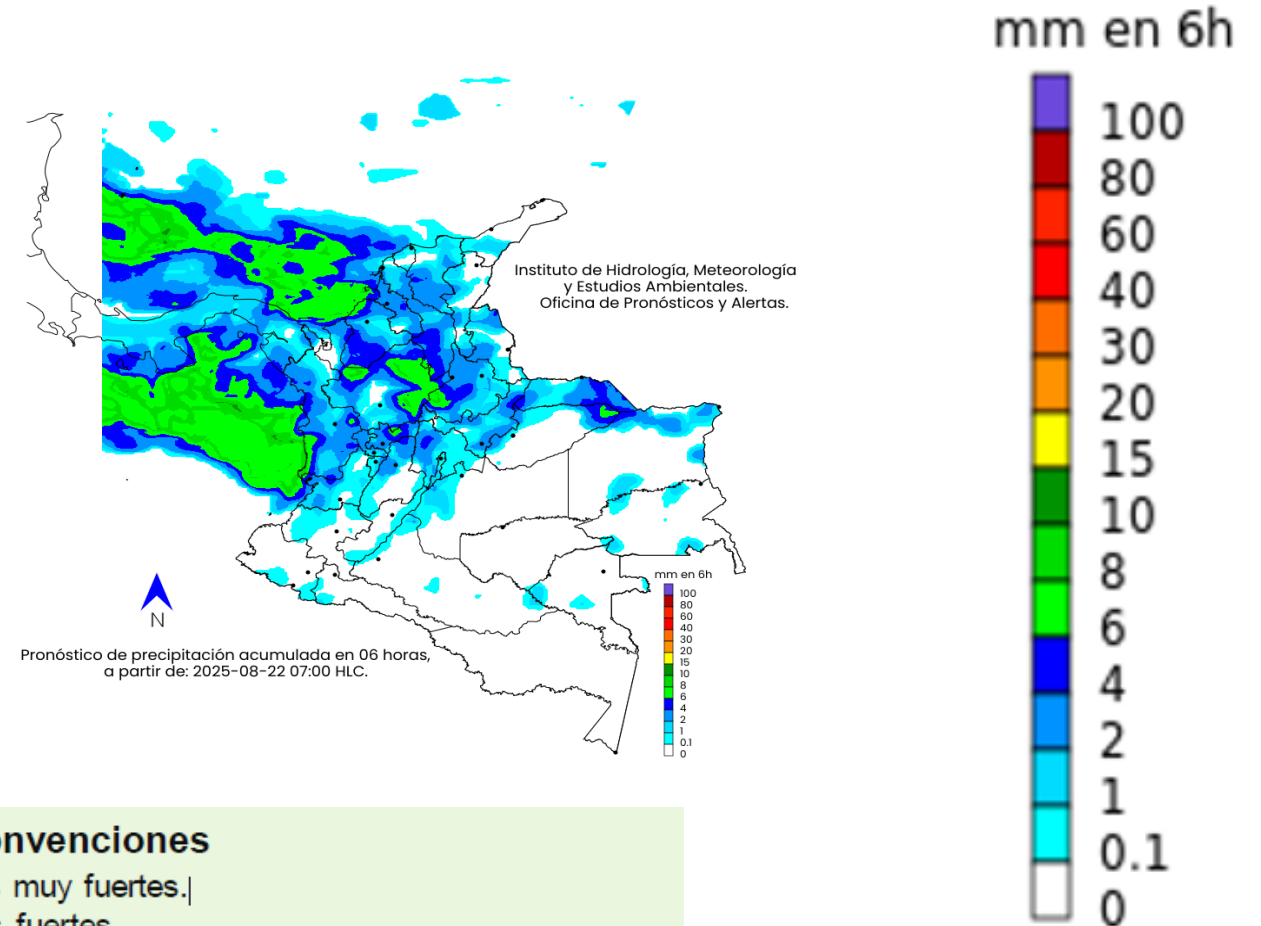 mm en 6h
100
80
60
40
30
20
15
10
8
6
4
2
1
0.1
0
Instituto de Hidrología, Meteorología
y Estudios Ambientales.
Oficina de Pronósticos y Alertas.
N
Pronóstico de precipitación acumulada en 06 horas,
a partir de: 2025-08-22 07:00 HLC.
mm en 6h
100
80
60
40
30
20
15
10
8
6
4
2
1
0.1
0
onvenciones
muy fuertes.
fuertes